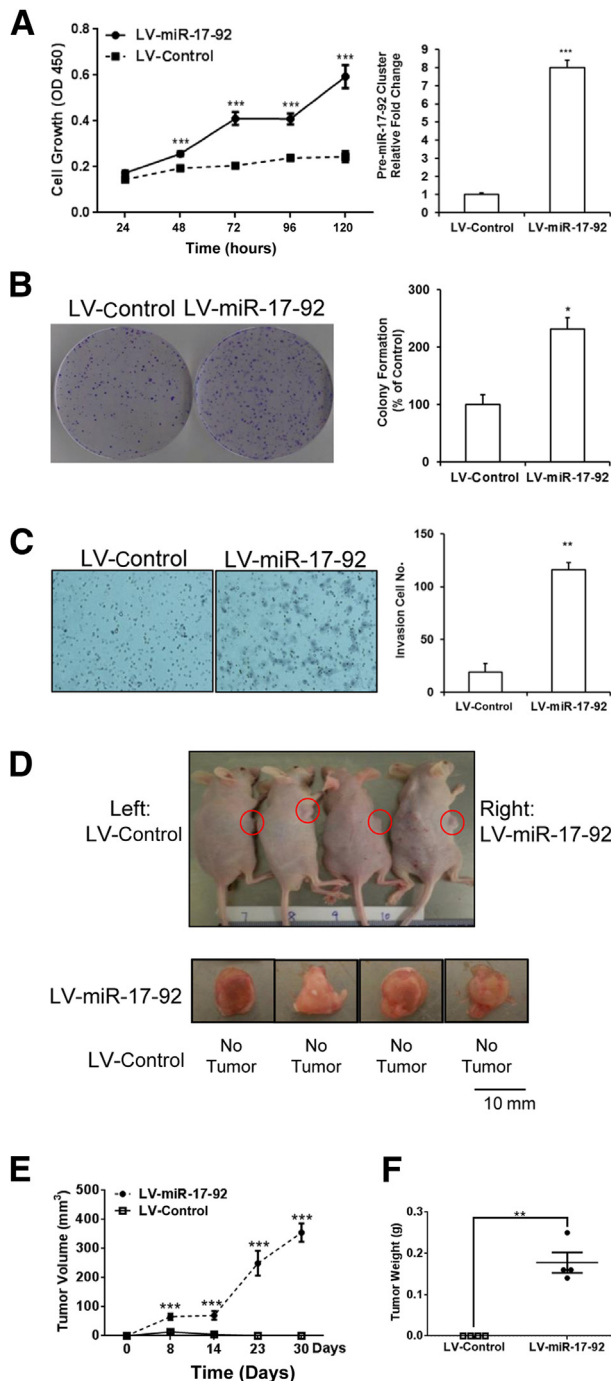 A
LV-miR-17-92
LV-Control
Cell Growth (OD 450)
0.8
0.6
0.4
0.2
0.0
***
***
***
***
24
48
72
96
120
Time (hours)
Pre-miR-17-92 Cluster
Relative Fold Change
9
8
7
6
5
4
3
2
1
0
***
LV-Control
LV-miR-17-92
B
LV-Control
LV-miR-17-92
Colony Formation
(% of Control)
300
200
100
0
*
LV-Control
LV-miR-17-92
C
LV-Control
LV-miR-17-92
Invasion Cell No-
150
100
50
0
**
LV-Control
LV-miR-17-92
D
Left:
LV-Control
Right:
LV-miR-17-92
7
8
9
10
LV-miR-17-92
LV-Control
No
Tumor
No
Tumor
No
Tumor
No
Tumor
10 mm
E
LV-miR-17-92
LV-Control
Tumor Volume (mm³)
500
400
300
200
100
0
***
***
***
***
0
8
14
23
30 Days
Time (Days)
F
Tumor Weight (g)
0.3
0.2
0.1
0.0
**
LV-Control
LV-miR-17-92